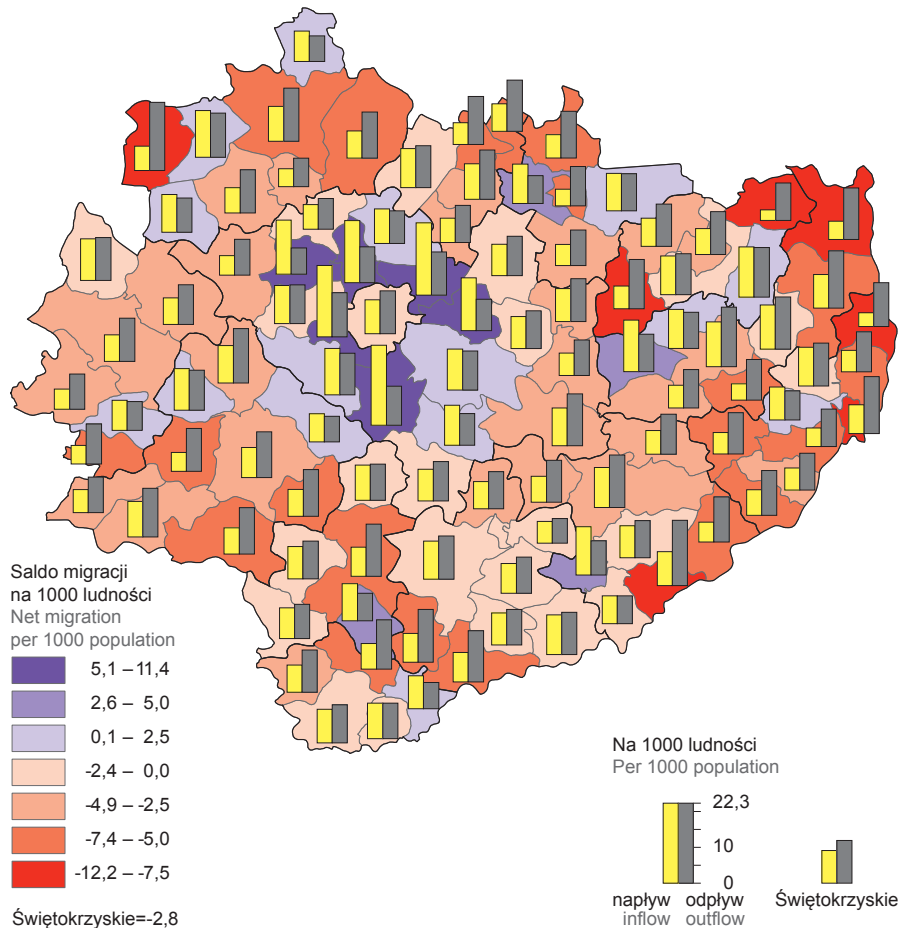 Saldo migracji
na 1000 ludności
Net migration
per 1000 population
5,1 – 11,4
2,6 – 5,0
0,1 – 2,5
-2,4 – 0,0
-4,9 – -2,5
-7,4 – -5,0
-12,2 – -7,5
Świętokrzyskie=-2,8
Na 1000 ludności
Per 1000 population
22,3
10
0
napływ odpływ Świętokrzyskie
inflow outflow